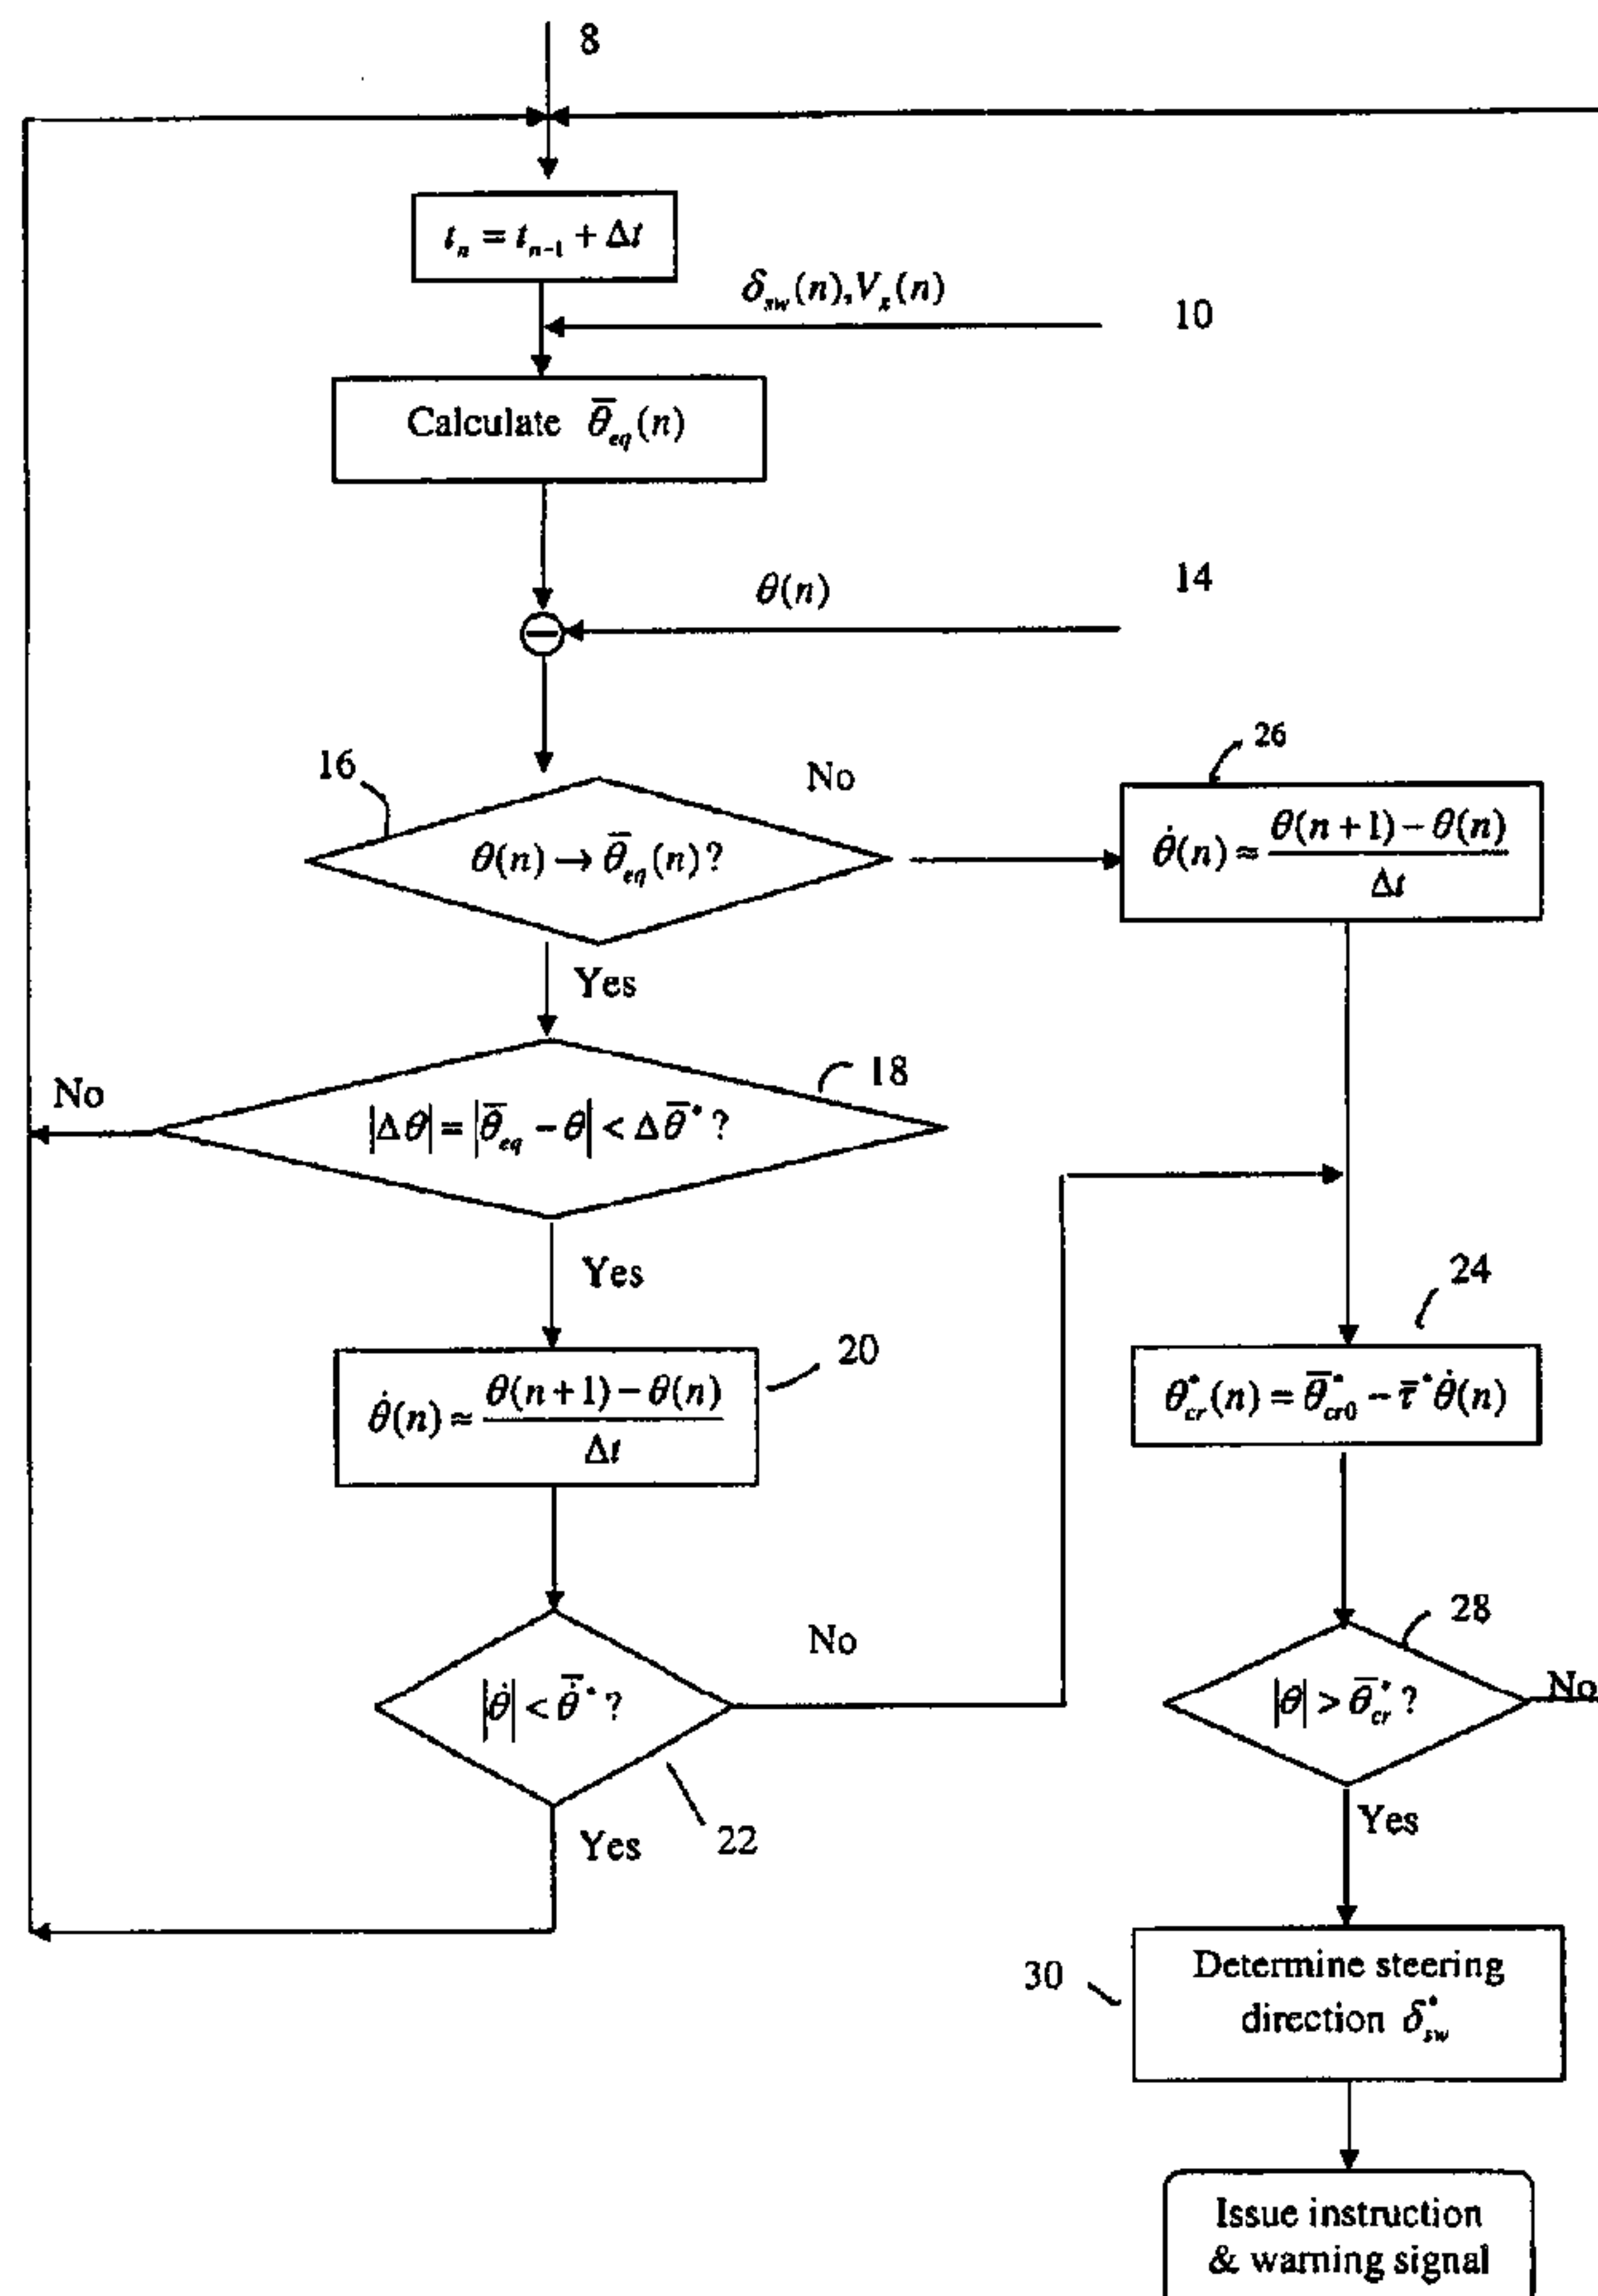 8
tₙ = tₙ₋₁ + Δt
δ_sw(n), V_x(n)
10
Calculate θ̄_eq(n)
θ(n)
14
−
16
No
26
θ(n) → θ̄_eq(n)?
θ̇(n) ≈ (θ(n+1) − θ(n)) / Δt
Yes
No
18
|Δθ| = |θ̄_eq − θ| < Δθ̄* ?
Yes
24
20
θ̇(n) ≈ (θ(n+1) − θ(n)) / Δt
θ*_cr(n) = θ̄*_cr0 − τ̄* θ̇(n)
No
28
|θ̇| < θ̇̄* ?
|θ| > θ̄*_cr ?
No
22
Yes
Yes
30
Determine steering
direction δ*_sw
Issue instruction
& warning signal